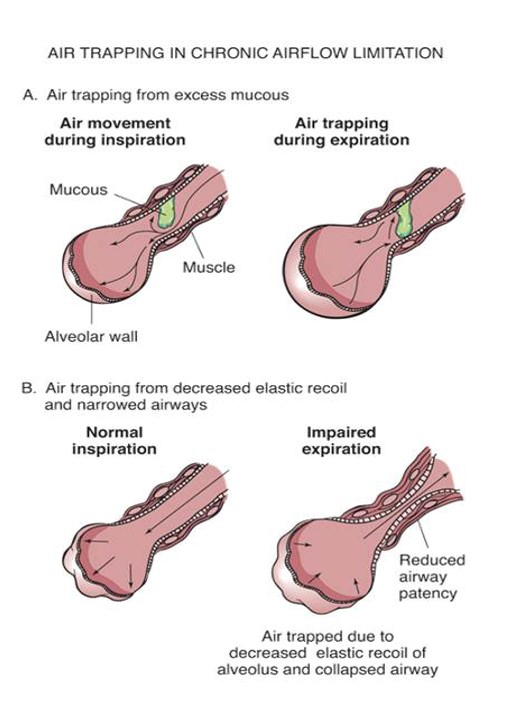 AIR TRAPPING IN CHRONIC AIRFLOW LIMITATION
A. Air trapping from excess mucous
Air movement
during inspiration
Air trapping
during expiration
Mucous
Muscle
Alveolar wall
B. Air trapping from decreased elastic recoil
and narrowed airways
Normal
inspiration
Impaired
expiration
Reduced
airway
patency
Air trapped due to
decreased elastic recoil of
alveolus and collapsed airway